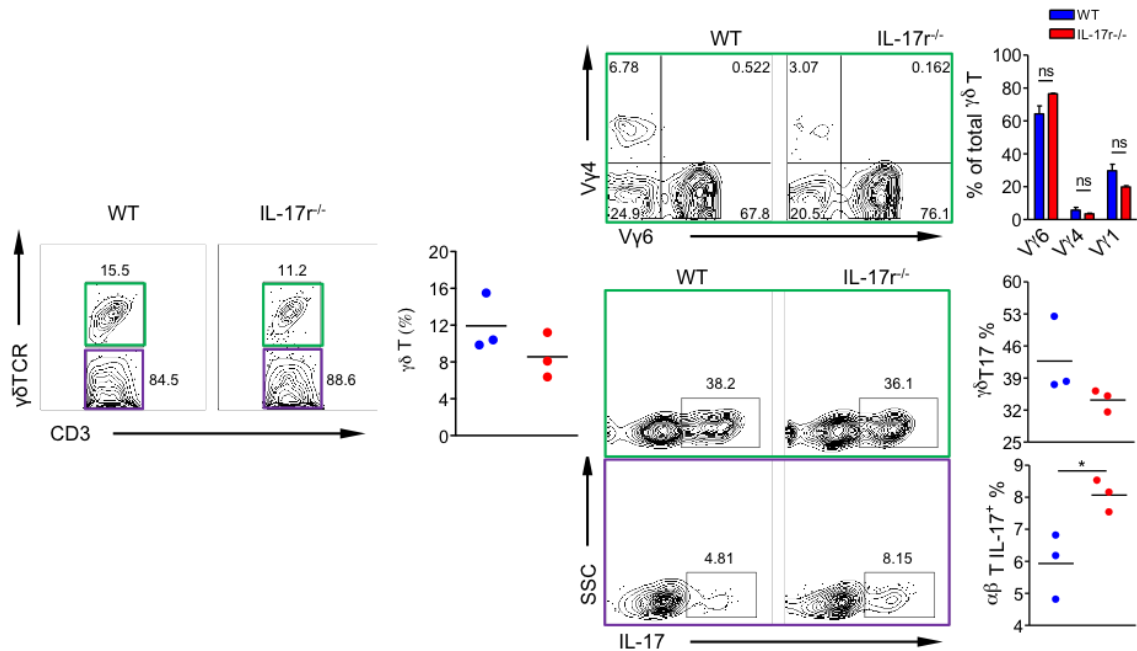 WT
IL-17r-/-
WT
IL-17r⁻/⁻
6.78
0.522
3.07
0.162
24.9
67.8
20.5
76.1
Vγ4
Vγ6
% of total γδ T
100
80
60
40
20
0
ns
ns
ns
Vγ6
Vγ4
Vγ1
WT
IL-17r⁻/⁻
15.5
11.2
84.5
88.6
γδTCR
CD3
γδ T (%)
20
16
12
8
4
0
WT
IL-17r⁻/⁻
38.2
36.1
4.81
8.15
SSC
IL-17
γδT17 %
60
53
46
39
32
25
αβ T IL-17⁺ %
9
8
7
6
5
4
*